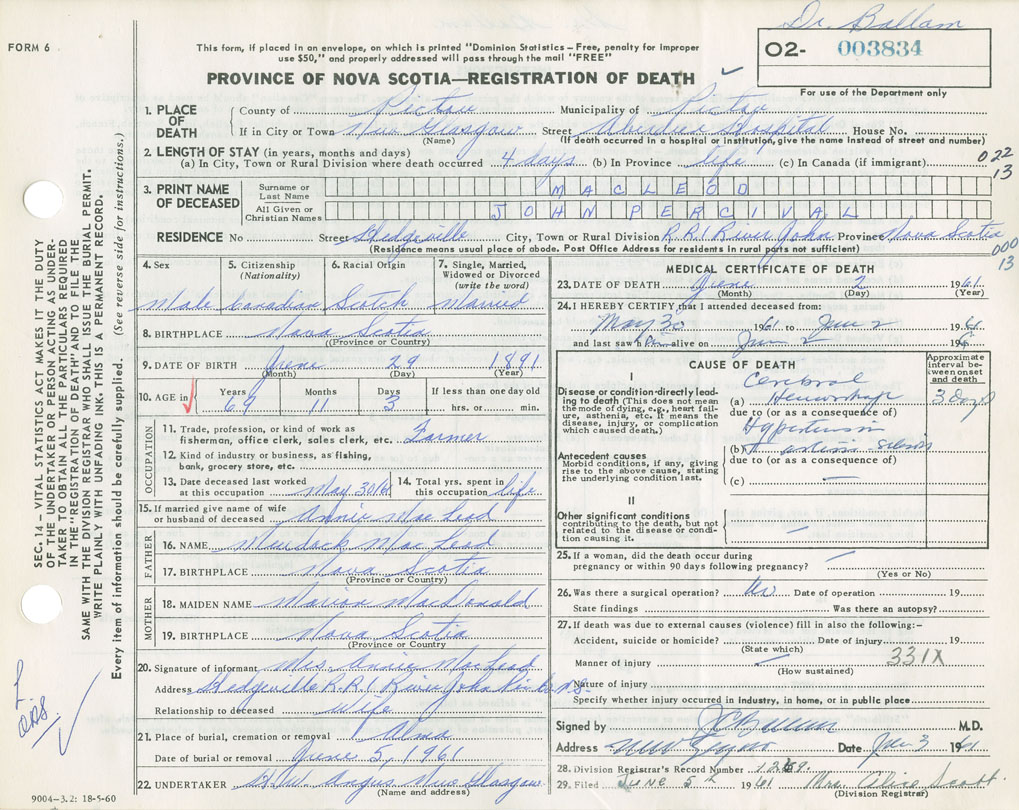 Dr. Ballam
FORM 6
This form, if placed in an envelope, on which is printed "Dominion Statistics – Free, penalty for improper
use $50," and properly addressed will pass through the mail "FREE"
O2- 003834
PROVINCE OF NOVA SCOTIA—REGISTRATION OF DEATH
For use of the Department only
1. PLACE OF DEATH County of Pictou Municipality of Pictou
If in City or Town New Glasgow Street Aberdeen Hospital House No.
(Name) (If death occurred in a hospital or institution, give the name instead of street and number)
2. LENGTH OF STAY (in years, months and days)
(a) In City, Town or Rural Division where death occurred 4 days (b) In Province life (c) In Canada (if immigrant)
022
13
3. PRINT NAME OF DECEASED Surname or Last Name MACLEOD
All Given or Christian Names JOHN PERCIVAL
RESIDENCE No Street Hedgeville City, Town or Rural Division R.R.1 River John Province Nova Scotia
(Residence means usual place of abode. Post Office Address for residents in rural parts not sufficient)
000
13
4. Sex 5. Citizenship (Nationality) 6. Racial Origin 7. Single, Married, Widowed or Divorced (write the word)
Male Canadian Scotch Married
8. BIRTHPLACE Nova Scotia
(Province or Country)
9. DATE OF BIRTH June 29 1891
(Month) (Day) (Year)
10. AGE in Years Months Days If less than one day old
69 11 3 hrs. or min.
OCCUPATION
11. Trade, profession, or kind of work as
fisherman, office clerk, sales clerk, etc. Farmer
12. Kind of industry or business, as fishing,
bank, grocery store, etc.
13. Date deceased last worked at this occupation May 30/61 14. Total yrs. spent in this occupation life
15. If married give name of wife
or husband of deceased Annie MacLeod
FATHER
16. NAME Murdock MacLeod
17. BIRTHPLACE Nova Scotia
(Province or Country)
MOTHER
18. MAIDEN NAME Marion MacDonald
19. BIRTHPLACE Nova Scotia
(Province or Country)
20. Signature of informant Mrs. Annie MacLeod
Address Hedgeville R.R.1 River John N.S.
Relationship to deceased wife
21. Place of burial, cremation or removal Alma
Date of burial or removal June 5, 1961
22. UNDERTAKER Angus New Glasgow
(Name and address)
MEDICAL CERTIFICATE OF DEATH
23. DATE OF DEATH June 2 1961
(Month) (Day) (Year)
24. I HEREBY CERTIFY that I attended deceased from:
May 30 1961 to June 2 1961
and last saw him alive on June 2 196
CAUSE OF DEATH
Approximate interval between onset and death
I
Disease or condition directly leading to death (This does not mean the mode of dying, e.g., heart failure, asthenia, etc. It means the disease, injury, or complication which caused death.)
(a) Cerebral Hemorrhage 3 Days
due to (or as a consequence of)
Hypertension
Antecedent causes
Morbid conditions, if any, giving rise to the above cause, stating the underlying condition last.
(b)
due to (or as a consequence of)
(c) —
II
Other significant conditions
contributing to the death, but not related to the disease or condition causing it. —
25. If a woman, did the death occur during
pregnancy or within 90 days following pregnancy? —
(Yes or No)
26. Was there a surgical operation? No Date of operation 19
State findings Was there an autopsy?
27. If death was due to external causes (violence) fill in also the following:-
Accident, suicide or homicide? Date of injury 19
(State which)
331X
Manner of injury —
(How sustained)
Nature of injury
Specify whether injury occurred in industry, in home, or in public place
Signed by M.D.
Address New Glasgow Date June 3 1961
28. Division Registrar's Record Number 1269
29. Filed June 5th 1961 Mrs. Alice Scott
(Division Registrar)
SEC. 14 – VITAL STATISTICS ACT MAKES IT THE DUTY
OF THE UNDERTAKER OR PERSON ACTING AS UNDER-
TAKER TO OBTAIN ALL THE PARTICULARS REQUIRED
IN THE "REGISTRATION OF DEATH" AND TO FILE THE
SAME WITH THE DIVISION REGISTRAR WHO SHALL ISSUE THE BURIAL PERMIT.
WRITE PLAINLY WITH UNFADING INK. THIS IS A PERMANENT RECORD.
Every item of information should be carefully supplied. (See reverse side for instructions.)
9004-3.2: 18-5-60